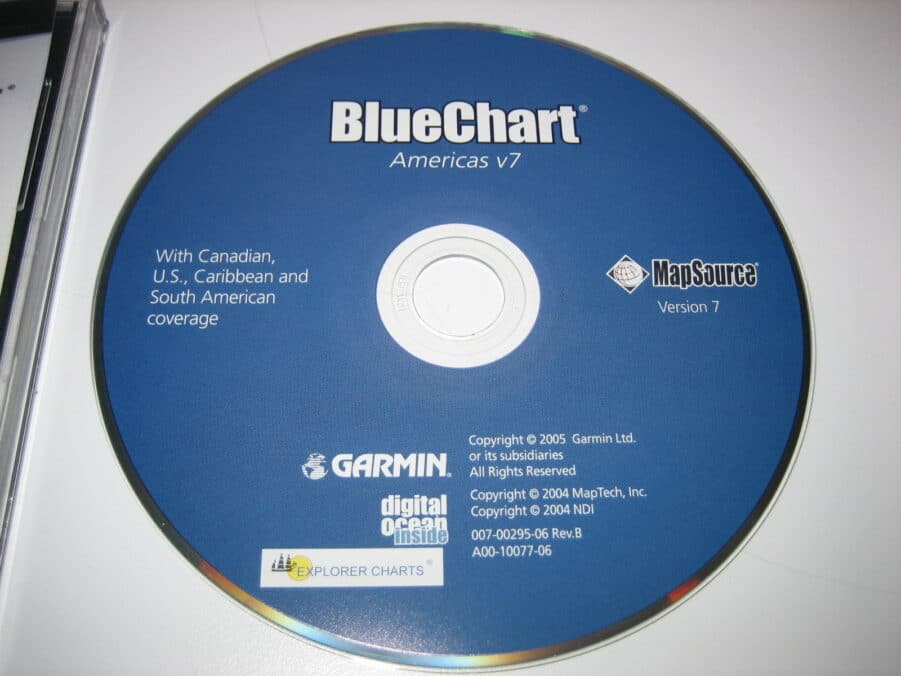 BlueChart®
Americas v7
With Canadian,
U.S., Caribbean and
South American
coverage
MapSource®
Version 7
GARMIN®
Copyright © 2005 Garmin Ltd.
or its subsidiaries
All Rights Reserved
digital
ocean
inside
Copyright © 2004 MapTech, Inc.
Copyright © 2004 NDI
007-00295-06 Rev.B
A00-10077-06
EXPLORER CHARTS®